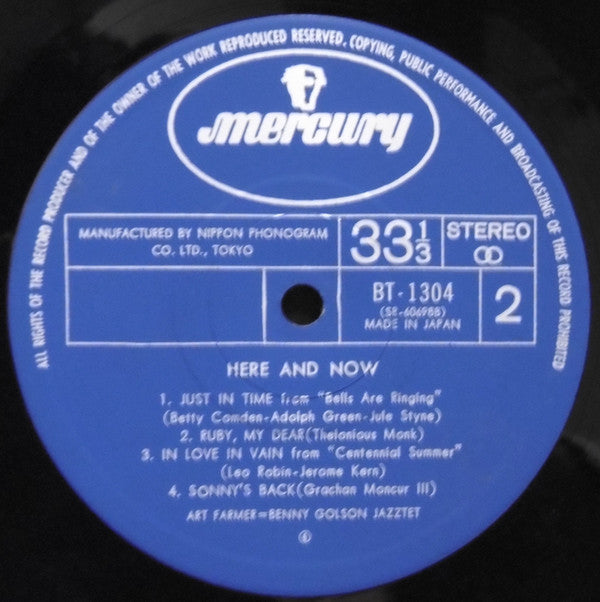 ALL RIGHTS OF THE RECORD PRODUCER AND OF THE OWNER OF THE WORK REPRODUCED RESERVED. COPYING, PUBLIC PERFORMANCE AND BROADCASTING OF THIS RECORD PROHIBITED
mercury
MANUFACTURED BY NIPPON PHONOGRAM
CO. LTD., TOKYO
33 1/3
STEREO
BT-1304
(SR-60698B)
MADE IN JAPAN
2
HERE AND NOW
1. JUST IN TIME from "Bells Are Ringing"
(Betty Comden-Adolph Green-Jule Styne)
2. RUBY, MY DEAR(Thelonious Monk)
3. IN LOVE IN VAIN from "Centennial Summer"
(Leo Robin-Jerome Kern)
4. SONNY'S BACK(Grachan Moncur III)
ART FARMER=BENNY GOLSON JAZZTET